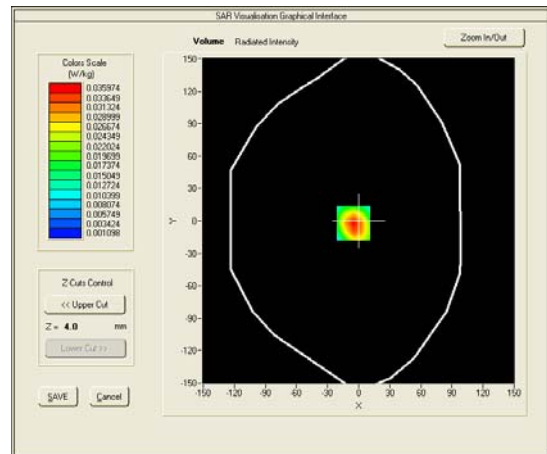 SAR Visualisation Graphical Interface
Volume Radiated Intensity
Zoom In/Out
Colors Scale
(W/kg)
0.035974
0.033649
0.031324
0.028999
0.026674
0.024349
0.022024
0.019699
0.017374
0.015049
0.012724
0.010399
0.008074
0.005749
0.003424
0.001098
Z Cuts Control
<< Upper Cut
Z = 4.0 mm
Lower Cut >>
SAVE Cancel
150
120
90
60
30
0
-30
-60
-90
-120
-150
Y
-150 -120 -90 -60 -30 0 30 60 90 120 150
X